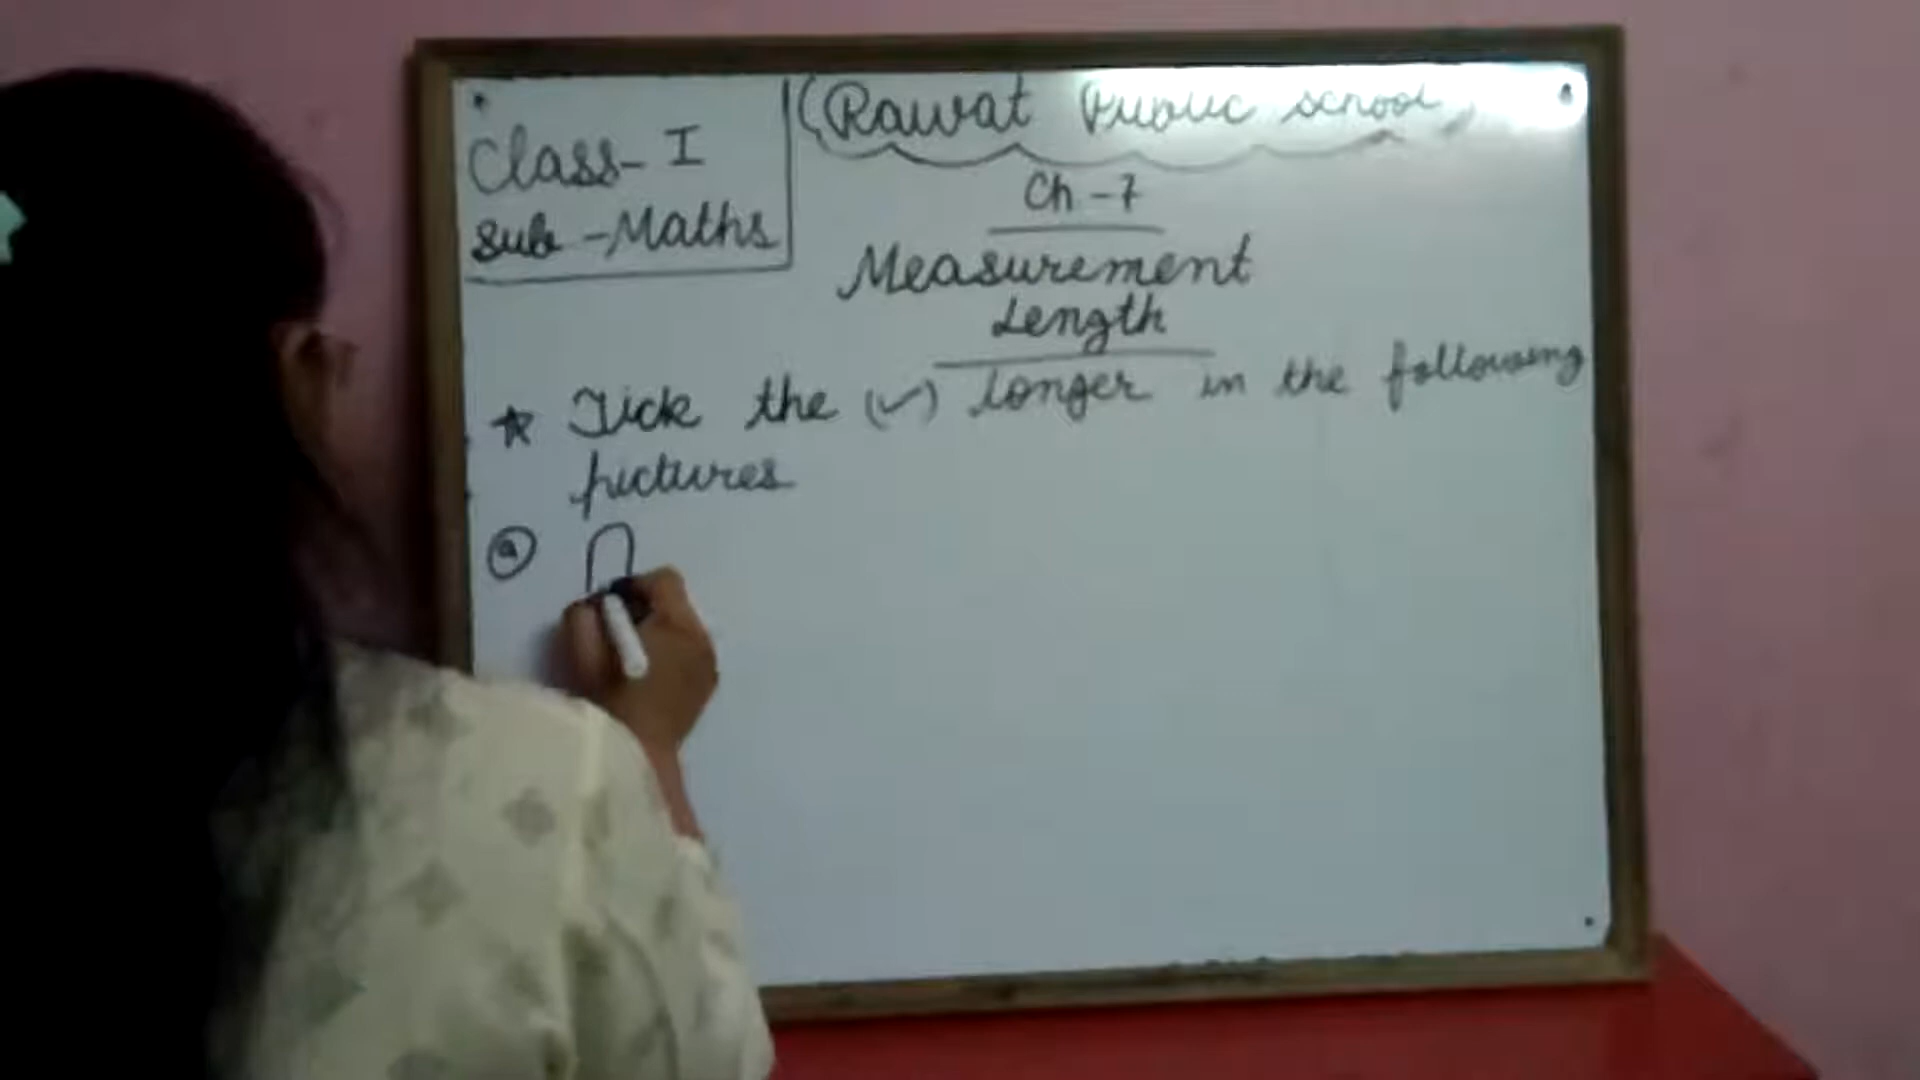 Class- I
Sub - Maths
(Rawat Public school)
Ch - 7
Measurement
Length
☆ Tick the (✓) longer in the following
pictures
ⓐ